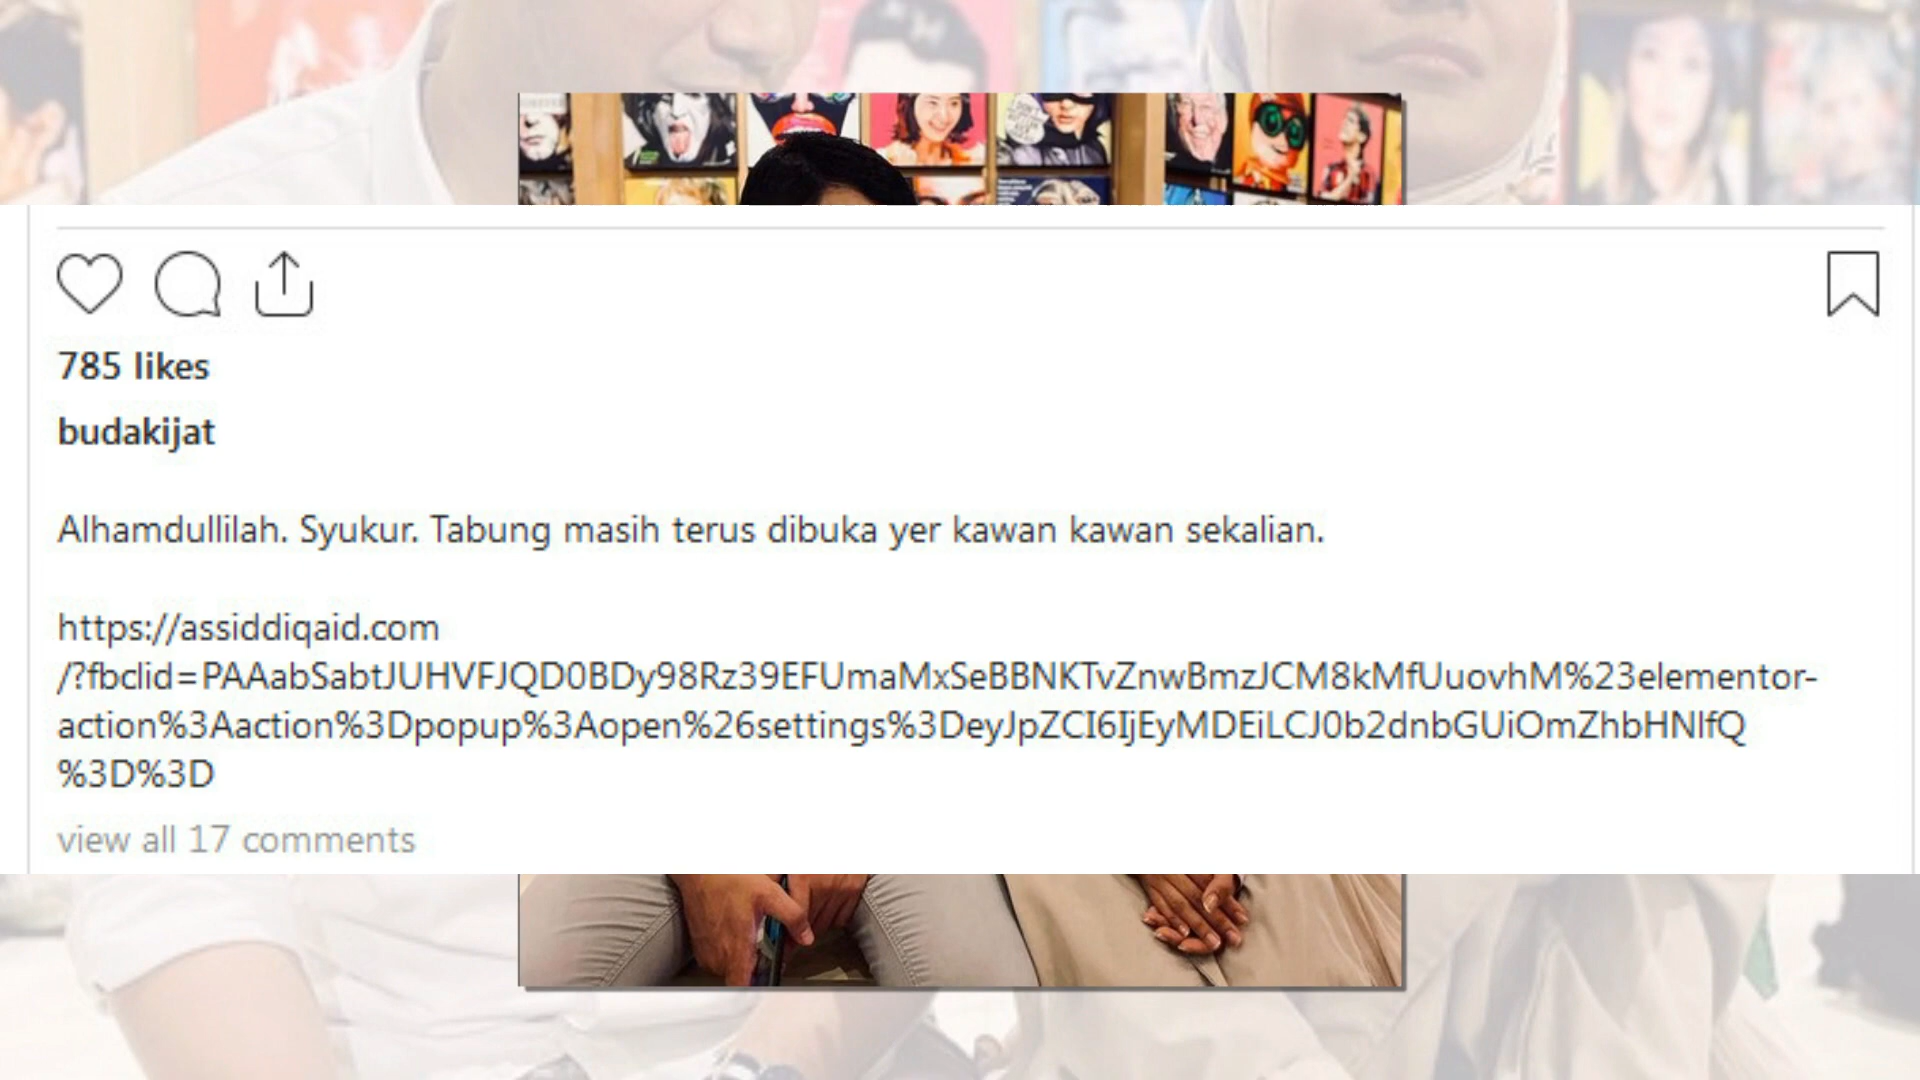 785 likes
budakijat
Alhamdullilah. Syukur. Tabung masih terus dibuka yer kawan kawan sekalian.
https://assiddiqaid.com
/?fbclid=PAAabSabtJUHVFJQD0BDy98Rz39EFUmaMxSeBBNKTvZnwBmzJCM8kMfUuovhM%23elementor-
action%3Aaction%3Dpopup%3Aopen%26settings%3DeyJpZCI6IjEyMDEiLCJ0b2dnbGUiOmZhbHNlfQ
%3D%3D
view all 17 comments